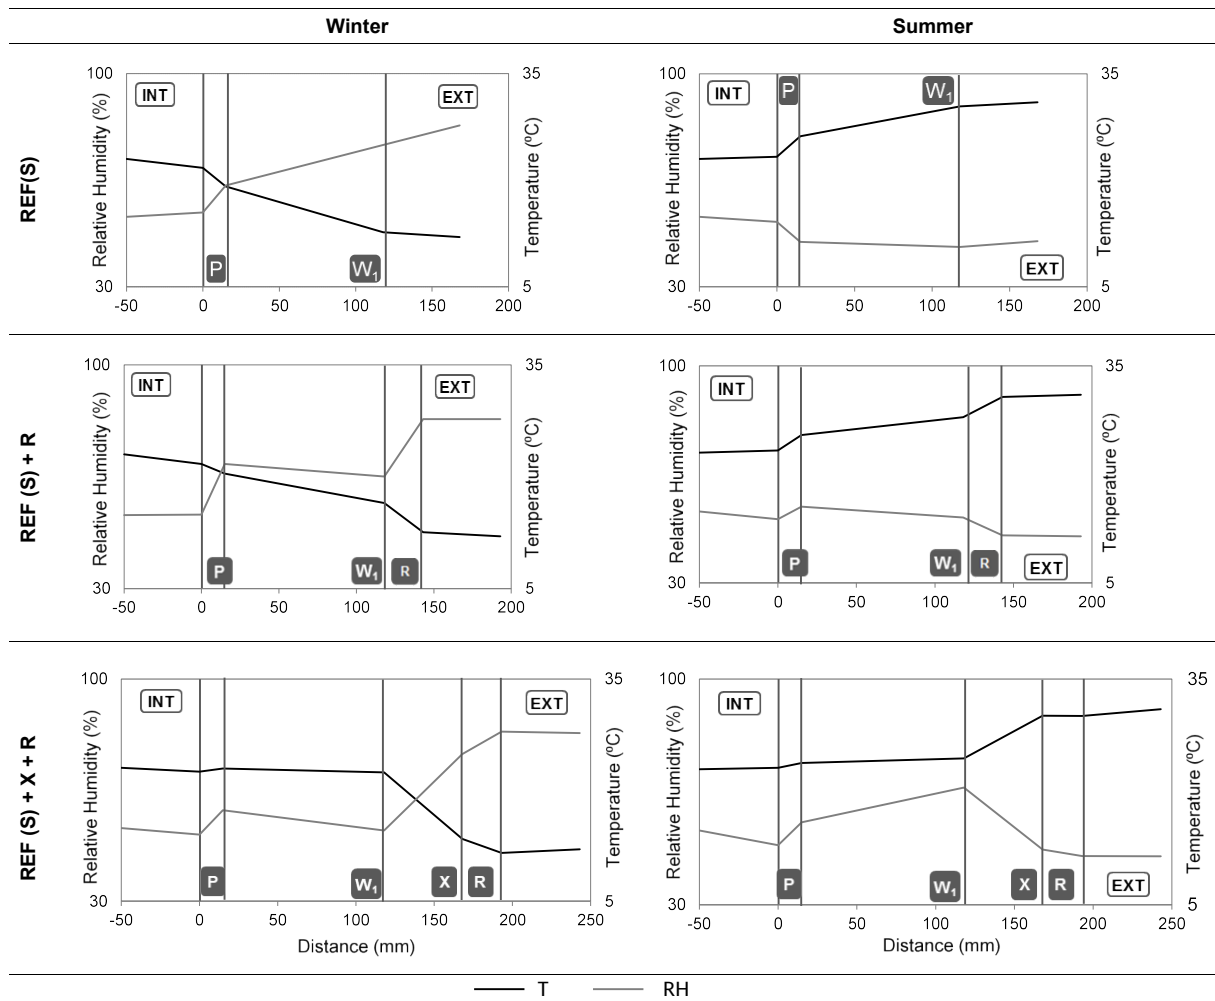 Winter Summer
REF(S)
Relative Humidity (%)
100
30
INT
EXT
P
W₁
-50 0 50 100 150 200
35
5
Temperature (ºC)
Relative Humidity (%)
100
30
INT
P
W₁
EXT
-50 0 50 100 150 200
35
5
Temperature (ºC)
REF (S) + R
Relative Humidity (%)
100
30
INT
EXT
P
W₁
R
-50 0 50 100 150 200
35
5
Temperature (ºC)
Relative Humidity (%)
100
30
INT
P
W₁
R
EXT
-50 0 50 100 150 200
35
5
Temperature (ºC)
REF (S) + X + R
Relative Humidity (%)
100
30
INT
EXT
P
W₁
X
R
-50 0 50 100 150 200 250
Distance (mm)
35
5
Temperature (ºC)
Relative Humidity (%)
100
30
INT
P
W₁
X
R
EXT
-50 0 50 100 150 200 250
Distance (mm)
35
5
Temperature (ºC)
T RH